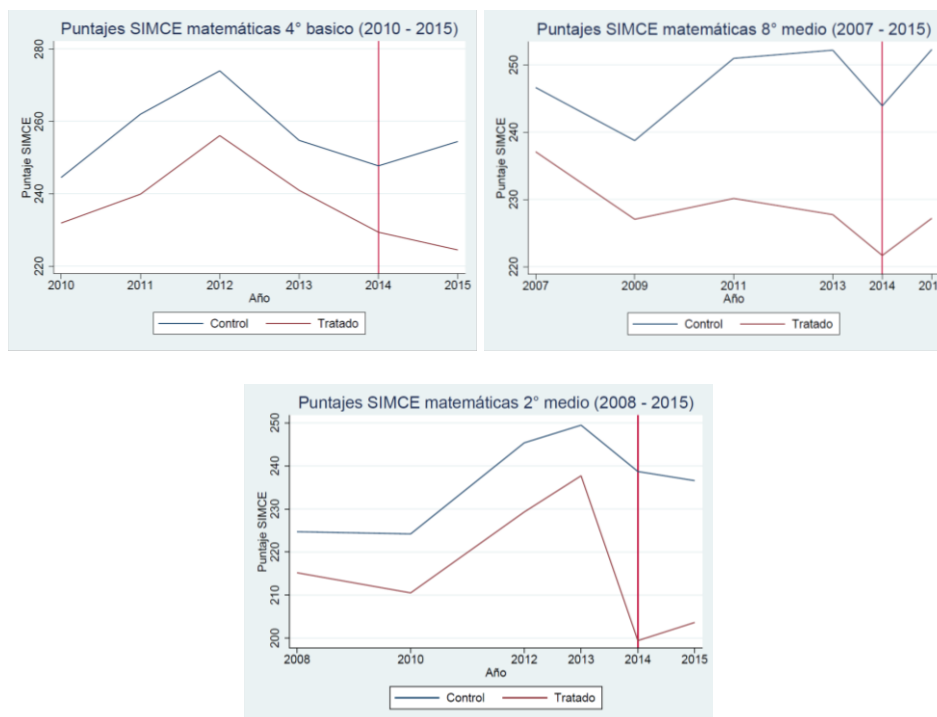 Puntajes SIMCE matemáticas 4° basico (2010 - 2015)
Puntaje SIMCE
280
260
240
220
2010 2011 2012 2013 2014 2015
Año
Control Tratado
Puntajes SIMCE matemáticas 8° medio (2007 - 2015)
Puntaje SIMCE
250
240
230
220
2007 2009 2011 2013 2014
Año
Control Tratado
Puntajes SIMCE matemáticas 2° medio (2008 - 2015)
Puntaje SIMCE
250
240
230
220
210
200
2008 2010 2012 2013 2014 2015
Año
Control Tratado